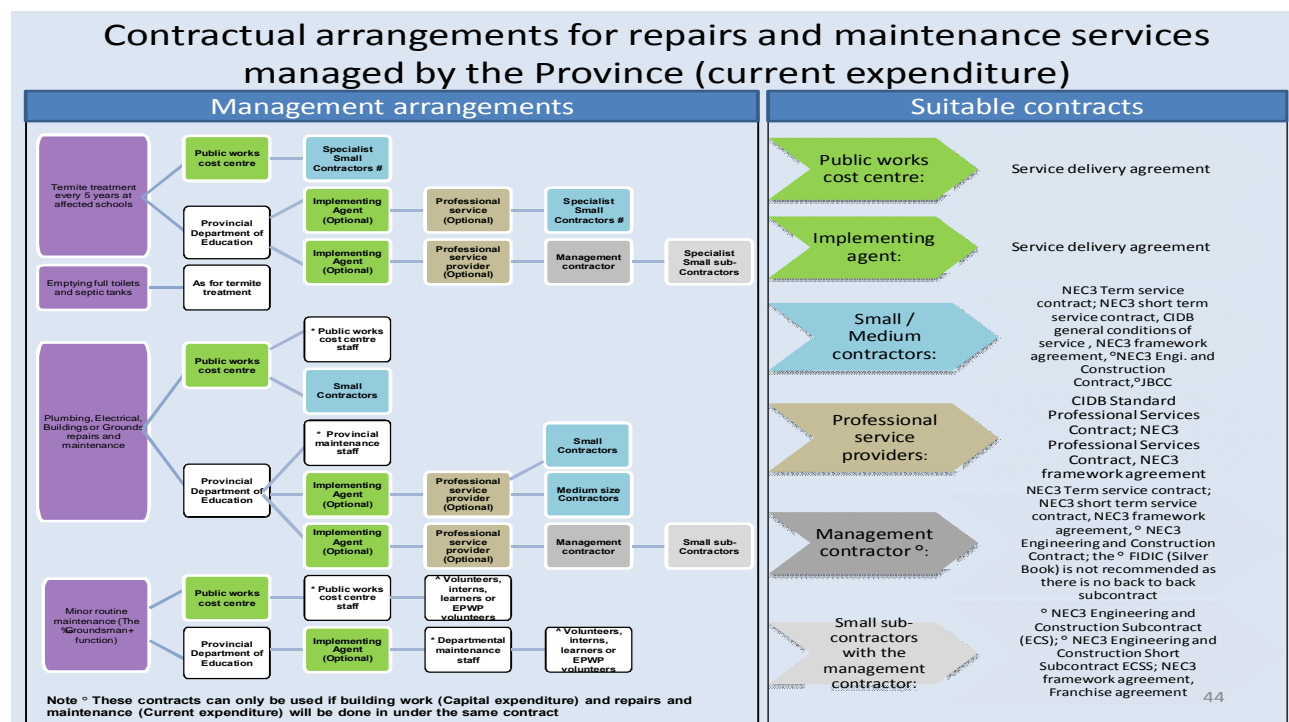 Contractual arrangements for repairs and maintenance services
managed by the Province (current expenditure)
Management arrangements
Termite treatment
every 5 years at
affected schools
Public works
cost centre
Specialist
Small
Contractors #
Provincial
Department of
Education
Implementing
Agent
(Optional)
Professional
service
(Optional)
Specialist
Small
Contractors #
Implementing
Agent
(Optional)
Professional
service
provider
(Optional)
Management
contractor
Specialist
Small sub-
Contractors
Emptying full toilets
and septic tanks
As for termite
treatment
Plumbing, Electrical,
Buildings or Grounds
repairs and
maintenance
Public works
cost centre
* Public works
cost centre
staff
Small
Contractors
Provincial
Department of
Education
* Provincial
maintenance
staff
Implementing
Agent
(Optional)
Professional
service
provider
(Optional)
Small
Contractors
Medium size
Contractors
Implementing
Agent
(Optional)
Professional
service
provider
(Optional)
Management
contractor
Small sub-
Contractors
Minor routine
maintenance (The
%Groundsman+
function)
Public works
cost centre
* Public works
cost centre
staff
^ Volunteers,
interns,
learners or
EPWP
volunteers
Provincial
Department of
Education
Implementing
Agent
(Optional)
* Departmental
maintenance
staff
^ Volunteers,
interns,
learners or
EPWP
volunteers
Note ° These contracts can only be used if building work (Capital expenditure) and repairs and
maintenance (Current expenditure) will be done in under the same contract
Suitable contracts
Public works
cost centre:
Service delivery agreement
Implementing
agent:
Service delivery agreement
Small /
Medium
contractors:
NEC3 Term service
contract; NEC3 short term
service contract, CIDB
general conditions of
service , NEC3 framework
agreement, °NEC3 Engi. and
Construction
Contract,°JBCC
Professional
service
providers:
CIDB Standard
Professional Services
Contract; NEC3
Professional Services
Contract, NEC3
framework agreement
Management
contractor °:
NEC3 Term service contract;
NEC3 short term service
contract, NEC3 framework
agreement, ° NEC3
Engineering and Construction
Contract; the ° FIDIC (Silver
Book) is not recommended as
there is no back to back
subcontract
Small sub-
contractors
with the
management
contractor:
° NEC3 Engineering and
Construction Subcontract
(ECS); ° NEC3 Engineering and
Construction Short
Subcontract ECSS; NEC3
framework agreement,
Franchise agreement
44